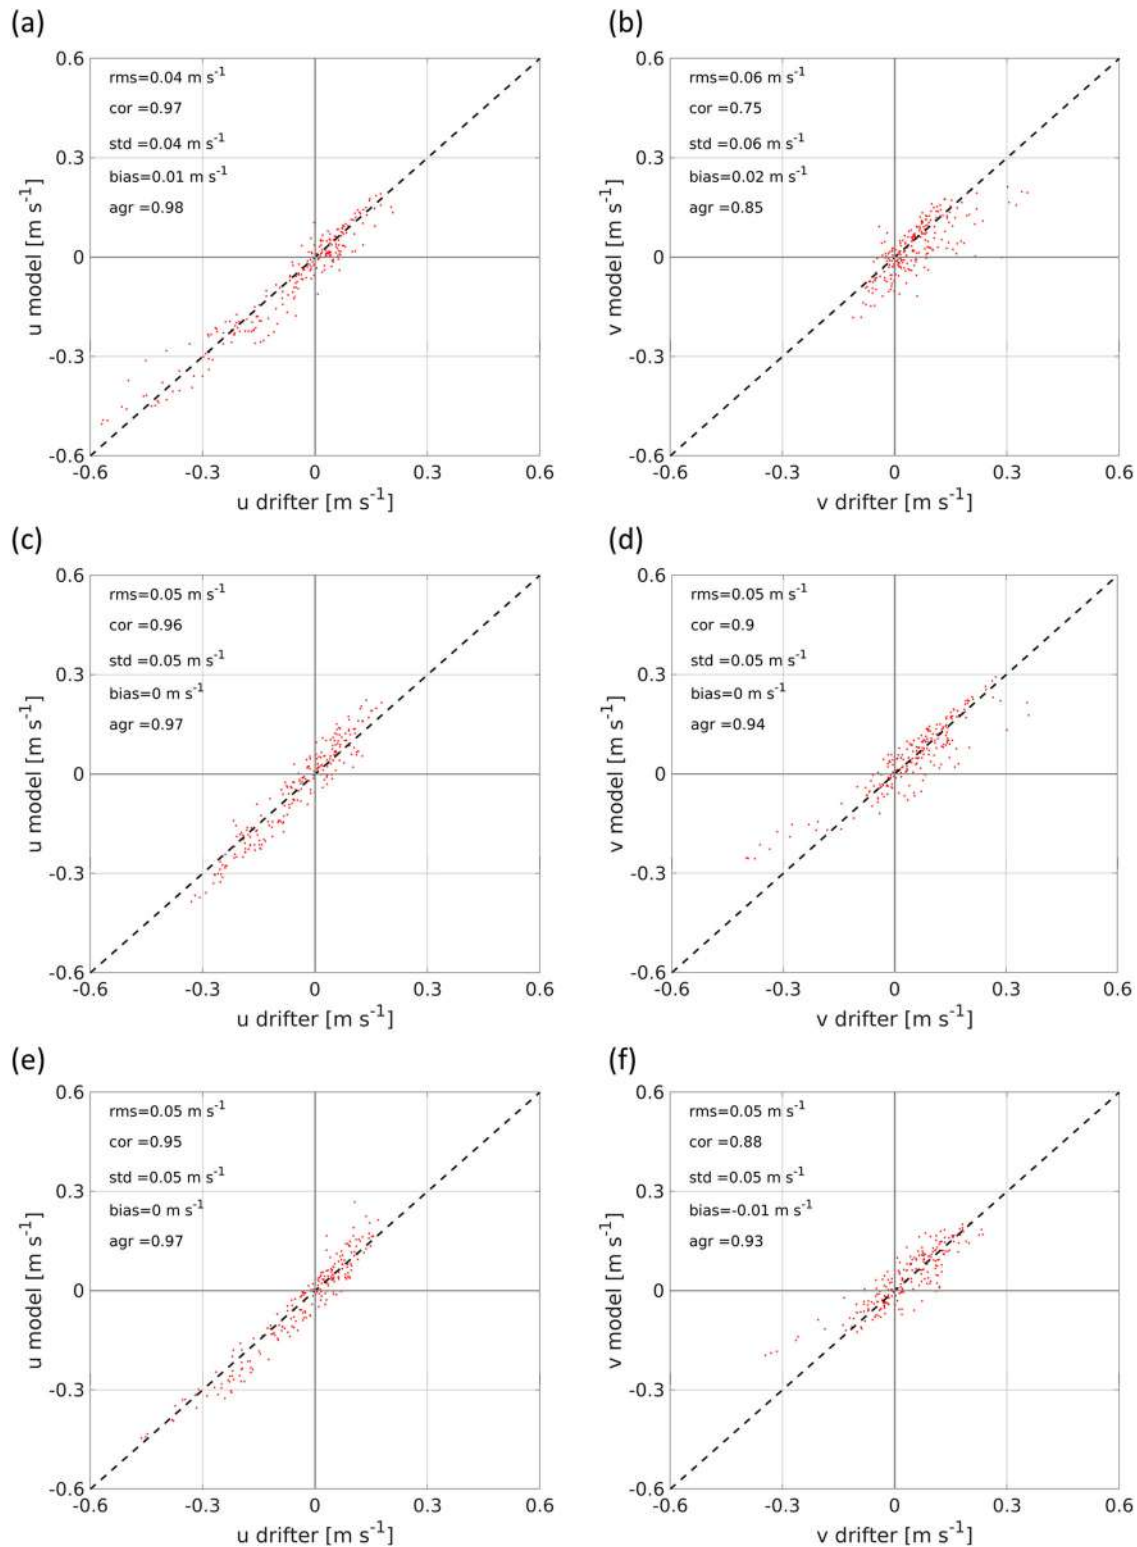 (a)
(b)
0.6
rms=0.04 m s⁻¹
cor =0.97
std =0.04 m s⁻¹
bias=0.01 m s⁻¹
agr =0.98
0.3
0
-0.3
-0.6
u model [m s⁻¹]
-0.6 -0.3 0 0.3 0.6
u drifter [m s⁻¹]
0.6
rms=0.06 m s⁻¹
cor =0.75
std =0.06 m s⁻¹
bias=0.02 m s⁻¹
agr =0.85
0.3
0
-0.3
-0.6
v model [m s⁻¹]
-0.6 -0.3 0 0.3 0.6
v drifter [m s⁻¹]
(c)
(d)
0.6
rms=0.05 m s⁻¹
cor =0.96
std =0.05 m s⁻¹
bias=0 m s⁻¹
agr =0.97
0.3
0
-0.3
-0.6
u model [m s⁻¹]
-0.6 -0.3 0 0.3 0.6
u drifter [m s⁻¹]
0.6
rms=0.05 m s⁻¹
cor =0.9
std =0.05 m s⁻¹
bias=0 m s⁻¹
agr =0.94
0.3
0
-0.3
-0.6
v model [m s⁻¹]
-0.6 -0.3 0 0.3 0.6
v drifter [m s⁻¹]
(e)
(f)
0.6
rms=0.05 m s⁻¹
cor =0.95
std =0.05 m s⁻¹
bias=0 m s⁻¹
agr =0.97
0.3
0
-0.3
-0.6
u model [m s⁻¹]
-0.6 -0.3 0 0.3 0.6
u drifter [m s⁻¹]
0.6
rms=0.05 m s⁻¹
cor =0.88
std =0.05 m s⁻¹
bias=-0.01 m s⁻¹
agr =0.93
0.3
0
-0.3
-0.6
v model [m s⁻¹]
-0.6 -0.3 0 0.3 0.6
v drifter [m s⁻¹]